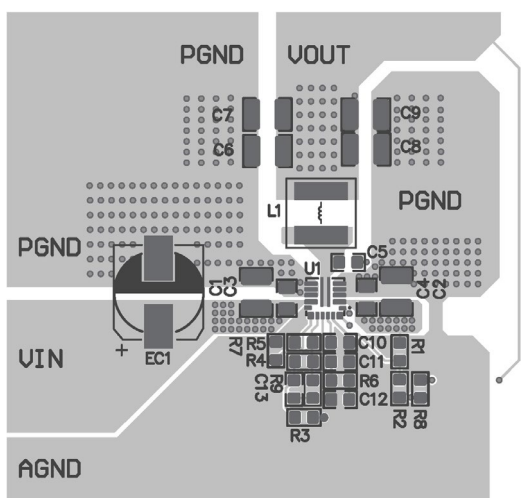 PGND VOUT
C7 C9
C6 C8
L1 PGND
PGND U1 C5
C1 C3 C4 C2
VIN EC1 + R7 R5 C10 R1
R4 C11
R9 R6
C13 C12 R2 R8
R3
AGND